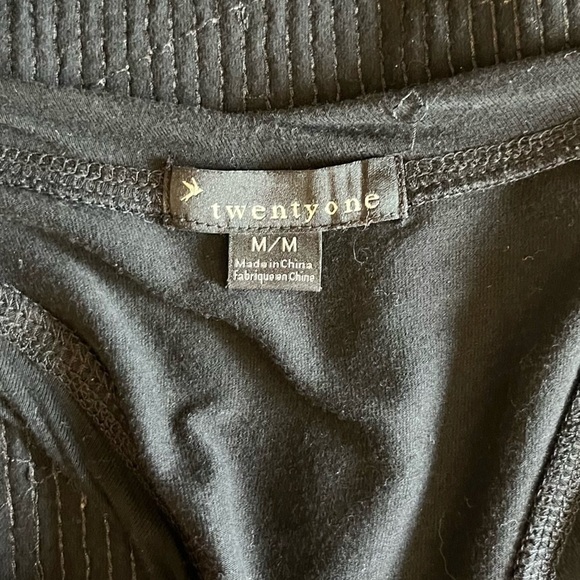 twentyone
M/M
Made in China
Fabriqué en Chine